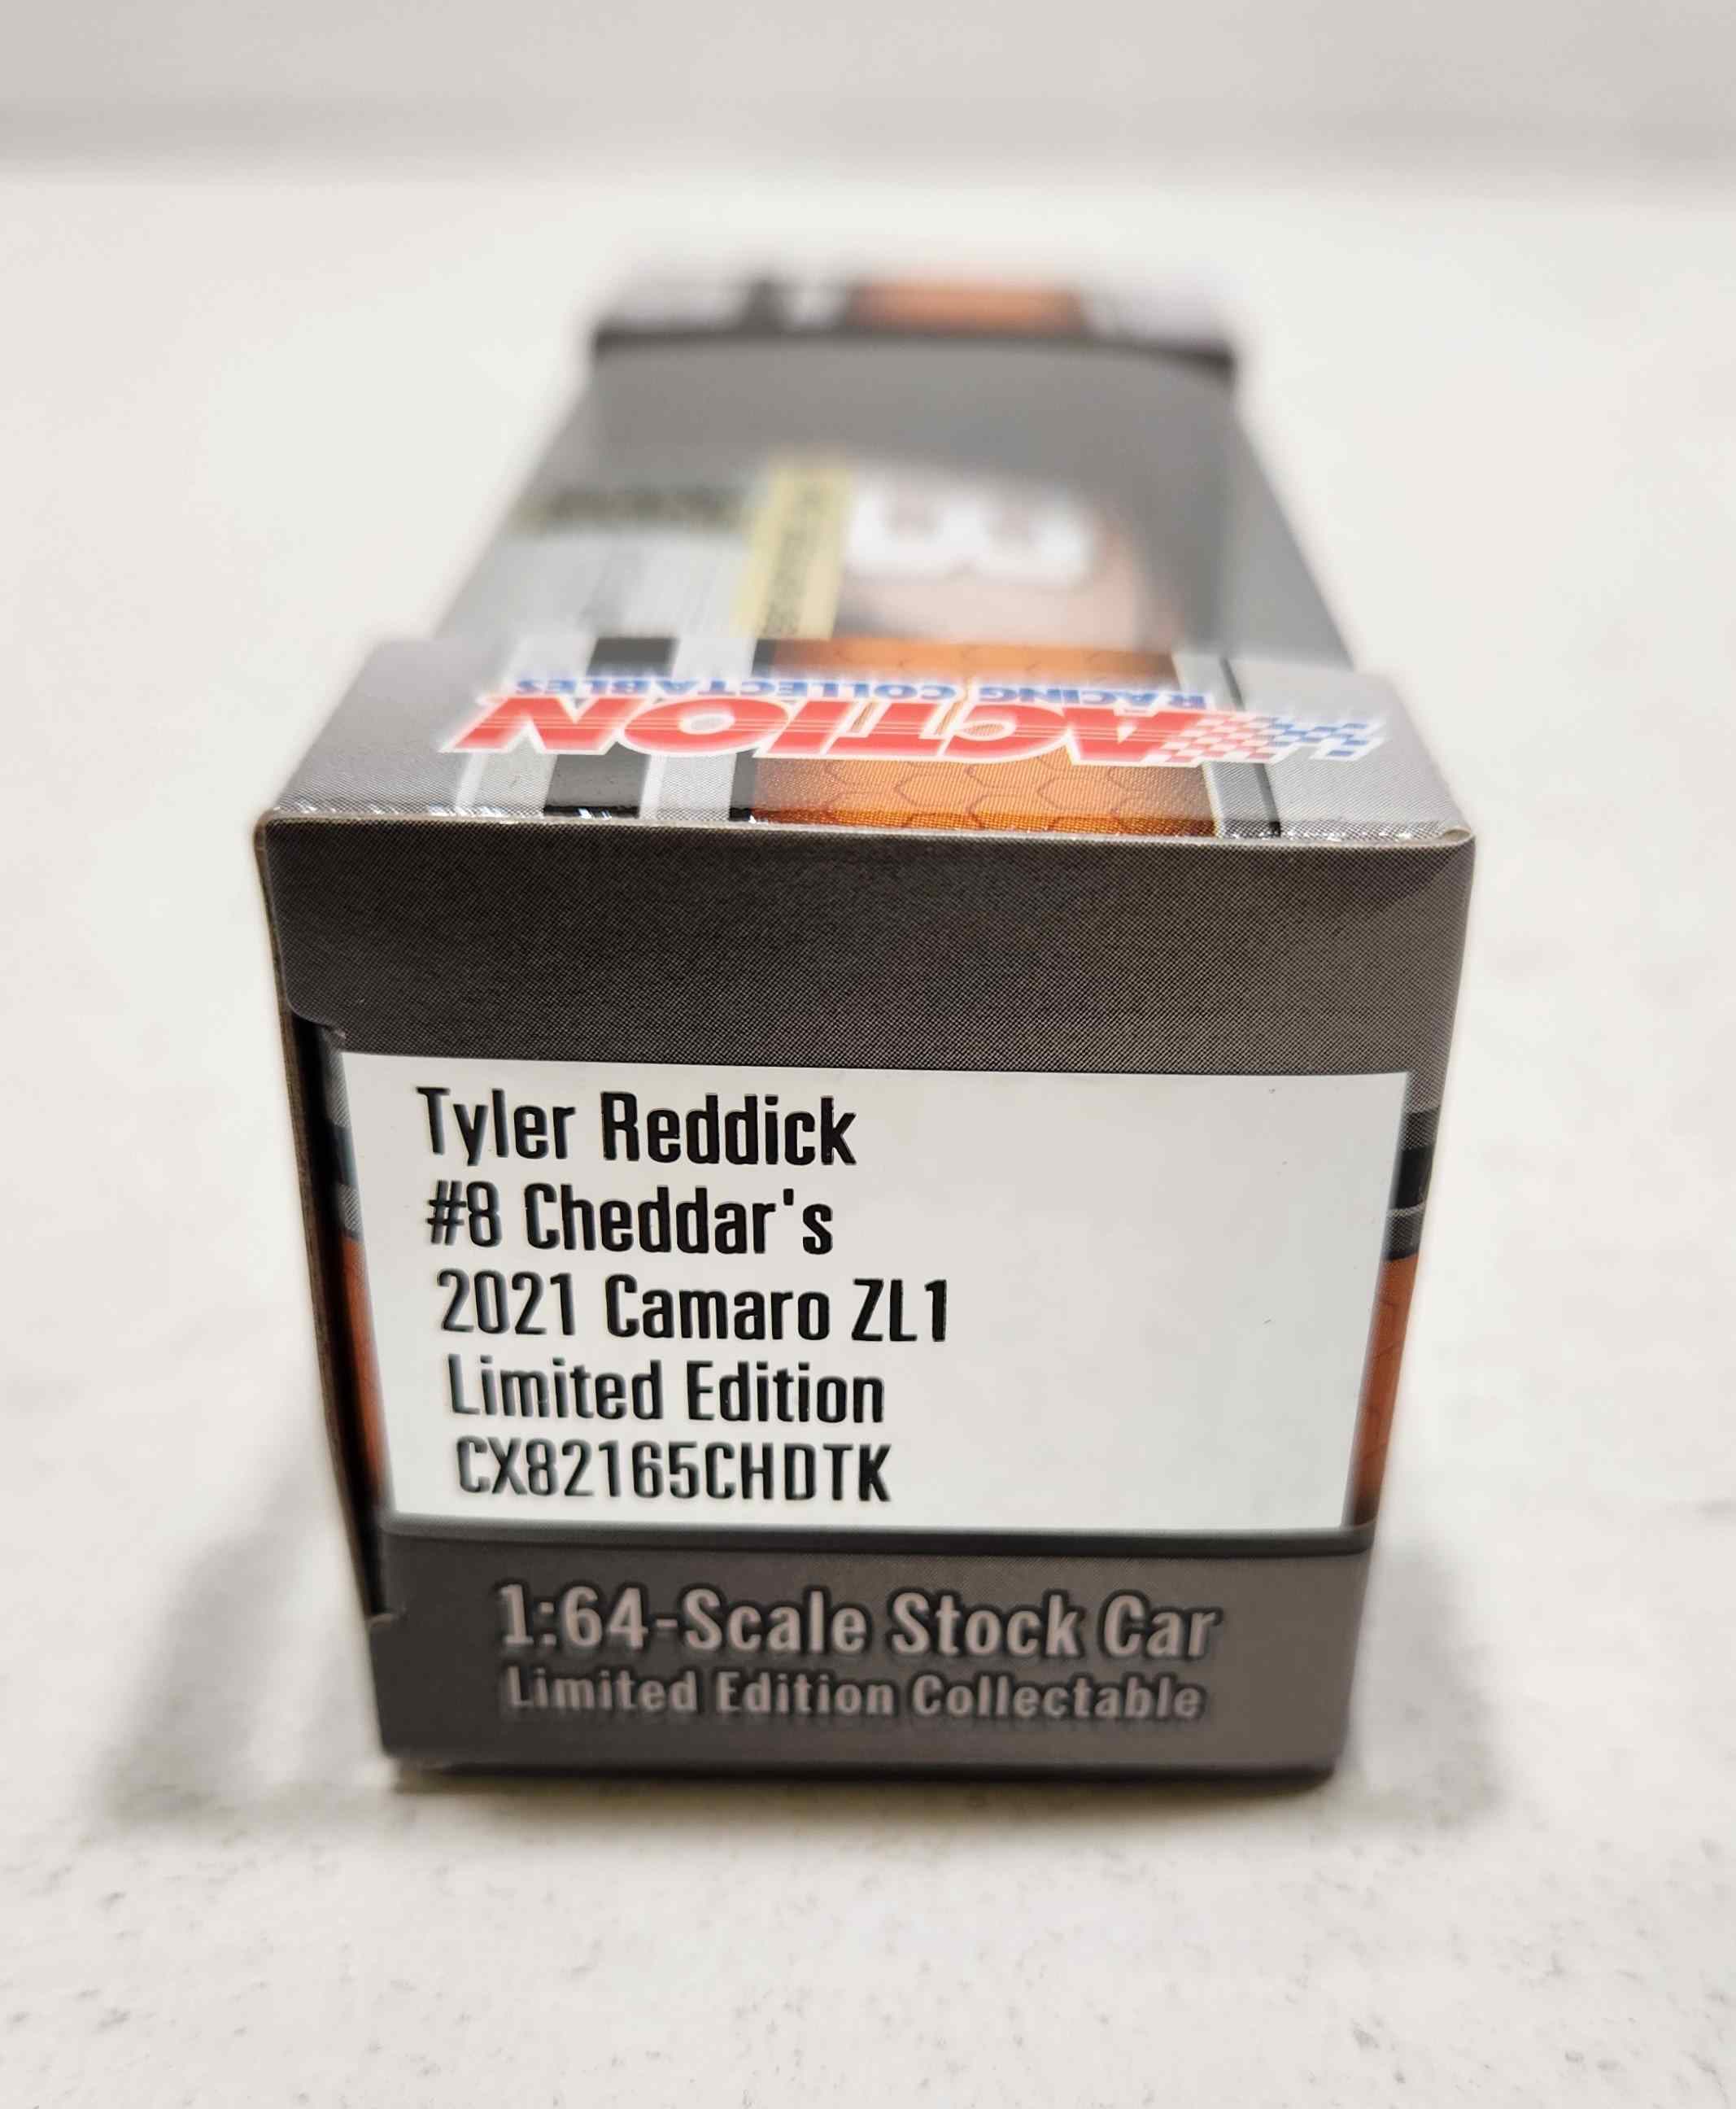 ACTION
RACING COLLECTABLES
Tyler Reddick
#8 Cheddar's
2021 Camaro ZL1
Limited Edition
CX82165CHDTK
1:64-Scale Stock Car
Limited Edition Collectable